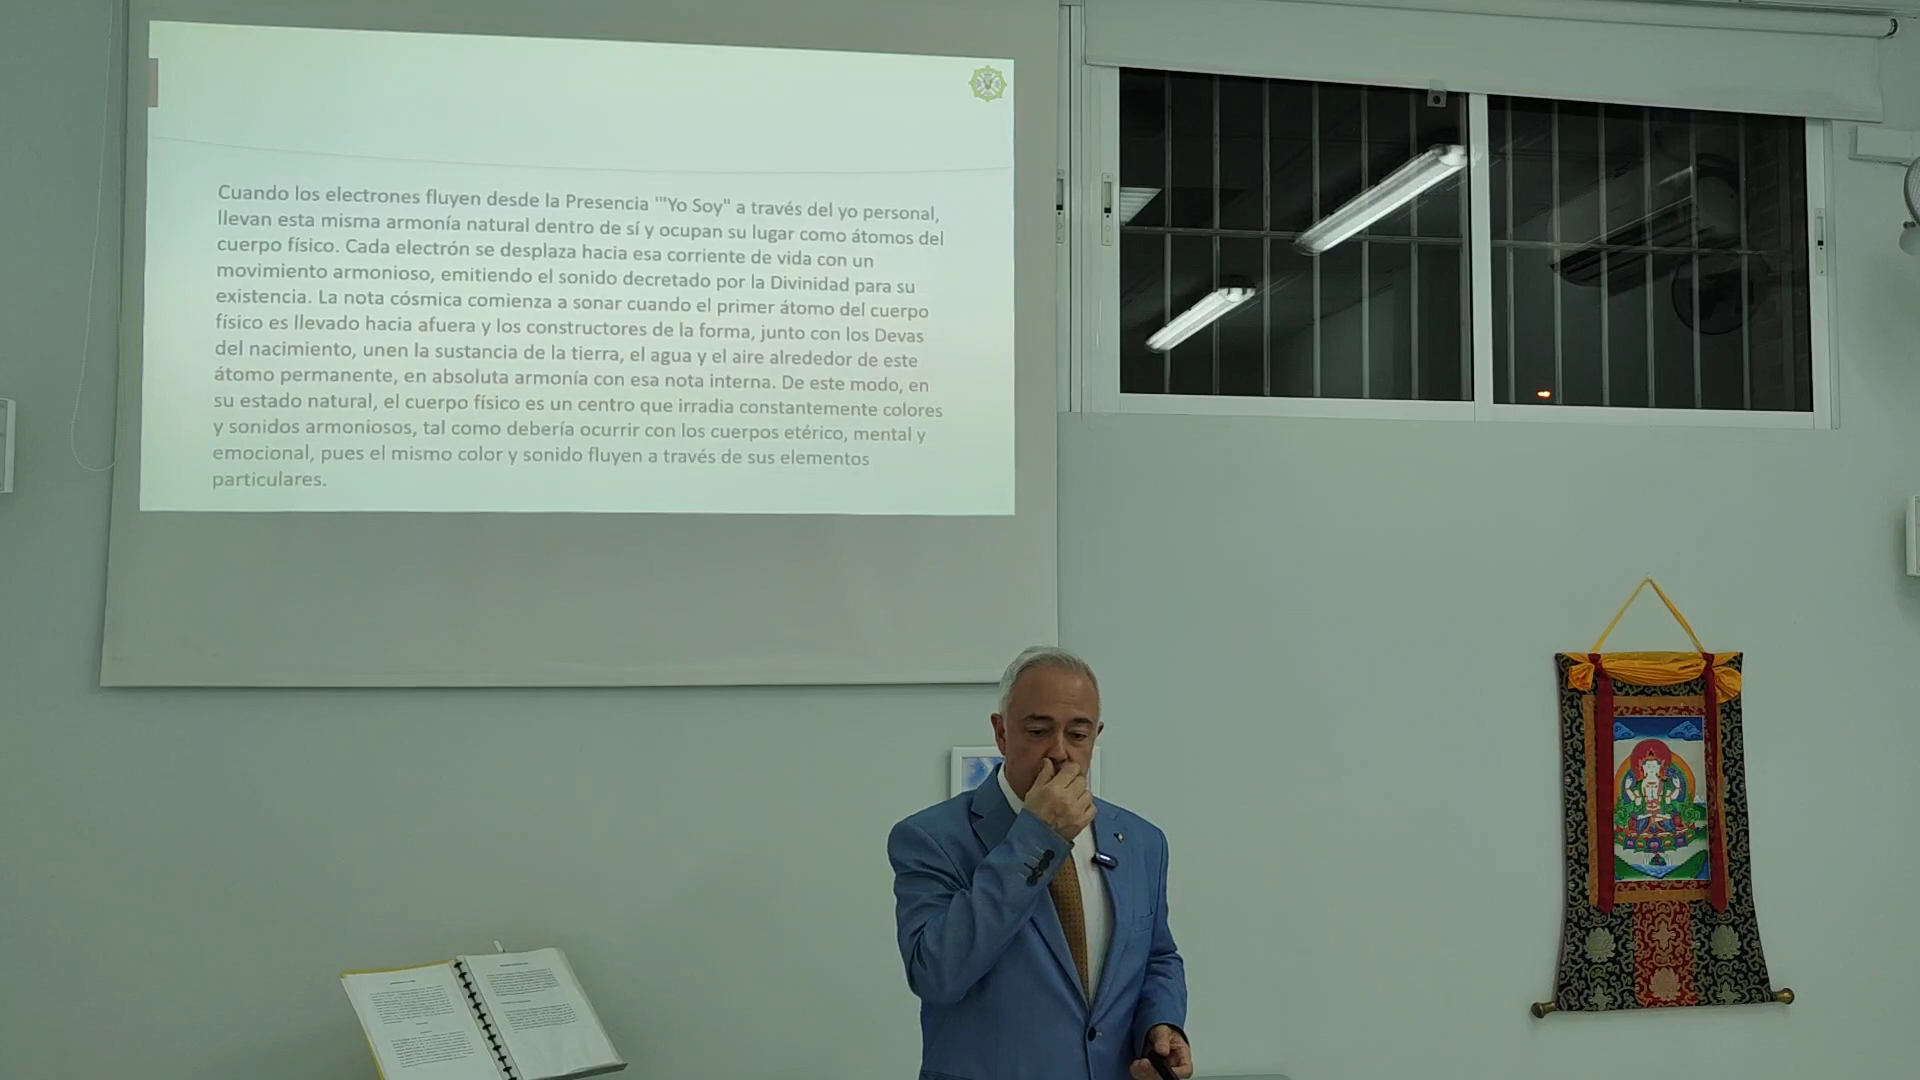 Cuando los electrones fluyen desde la Presencia '"Yo Soy" a través del yo personal,
llevan esta misma armonía natural dentro de sí y ocupan su lugar como átomos del
cuerpo físico. Cada electrón se desplaza hacia esa corriente de vida con un
movimiento armonioso, emitiendo el sonido decretado por la Divinidad para su
existencia. La nota cósmica comienza a sonar cuando el primer átomo del cuerpo
físico es llevado hacia afuera y los constructores de la forma, junto con los Devas
del nacimiento, unen la sustancia de la tierra, el agua y el aire alrededor de este
átomo permanente, en absoluta armonía con esa nota interna. De este modo, en
su estado natural, el cuerpo físico es un centro que irradia constantemente colores
y sonidos armoniosos, tal como debería ocurrir con los cuerpos etérico, mental y
emocional, pues el mismo color y sonido fluyen a través de sus elementos
particulares.